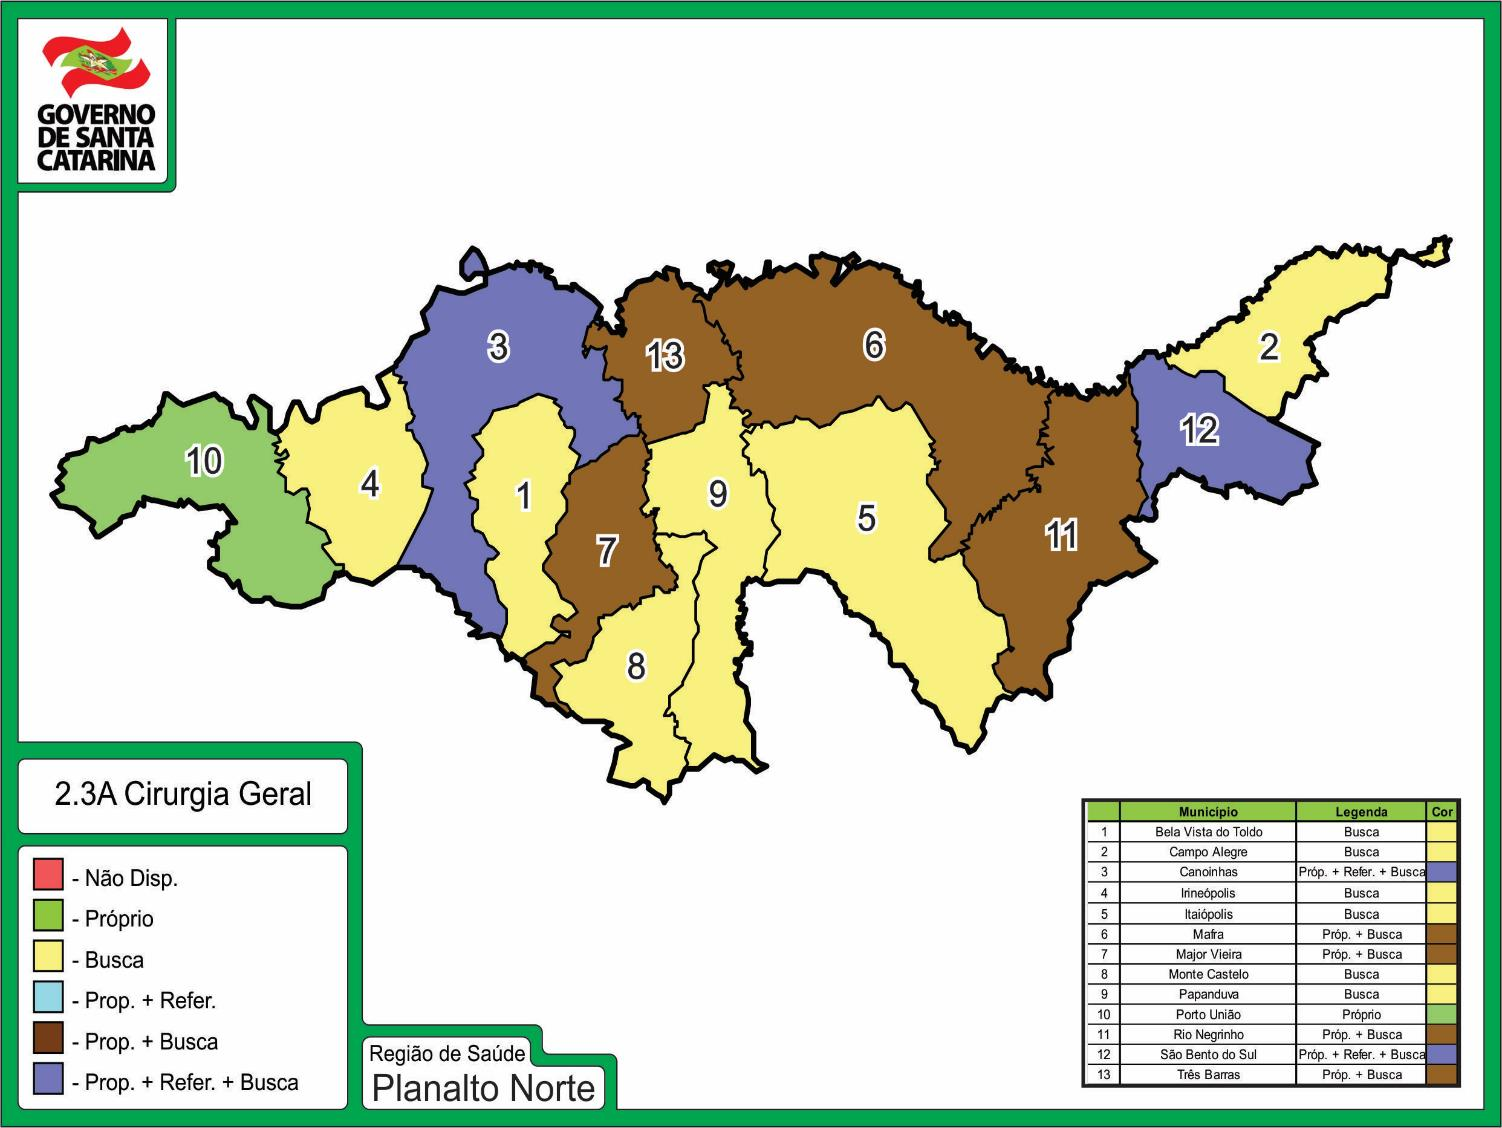 GOVERNO
DE SANTA
CATARINA
3
13
6
2
12
10
4
1
9
5
7
11
8
2.3A Cirurgia Geral
- Não Disp.
- Próprio
- Busca
- Prop. + Refer.
- Prop. + Busca
- Prop. + Refer. + Busca
Região de Saúde
Planalto Norte
Município Legenda Cor
1 Bela Vista do Toldo Busca
2 Campo Alegre Busca
3 Canoinhas Próp. + Refer. + Busca
4 Irineópolis Busca
5 Itaiópolis Busca
6 Mafra Próp. + Busca
7 Major Vieira Próp. + Busca
8 Monte Castelo Busca
9 Papanduva Busca
10 Porto União Próprio
11 Rio Negrinho Próp. + Busca
12 São Bento do Sul Próp. + Refer. + Busca
13 Três Barras Próp. + Busca